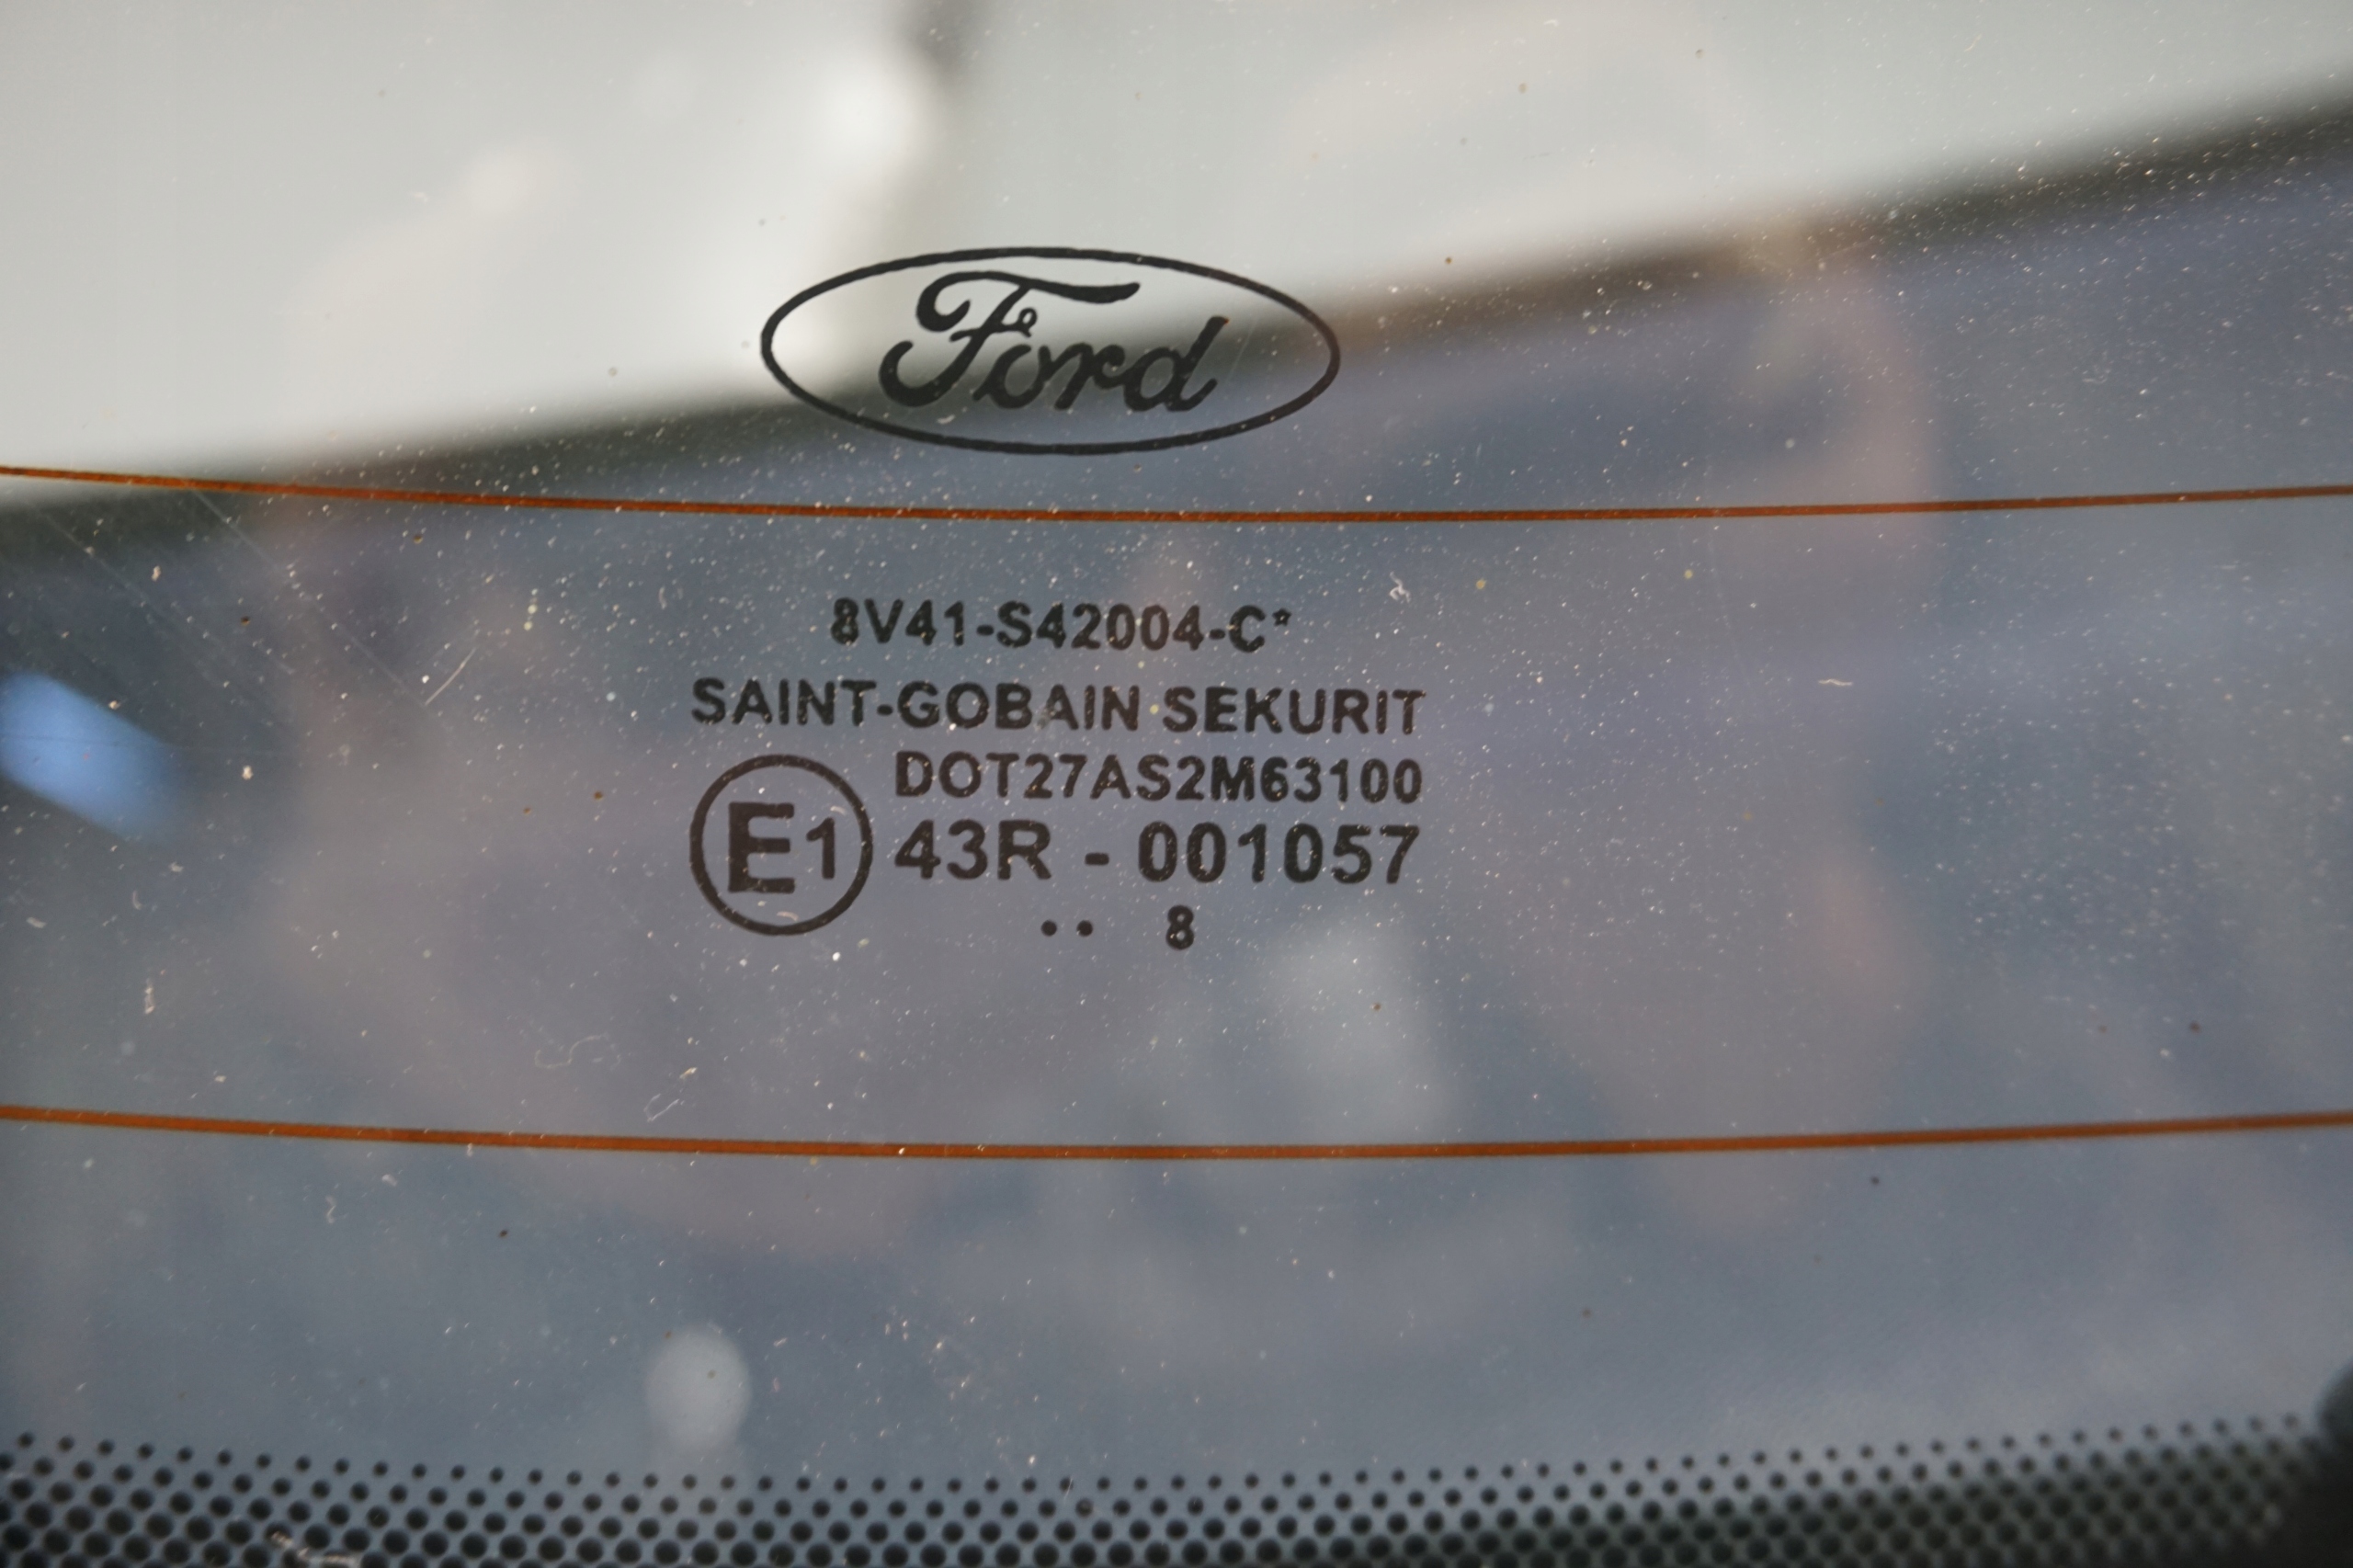 Ford
8V41-S42004-C*
SAINT-GOBAIN SEKURIT
DOT27AS2M63100
E1 43R - 001057
.. 8